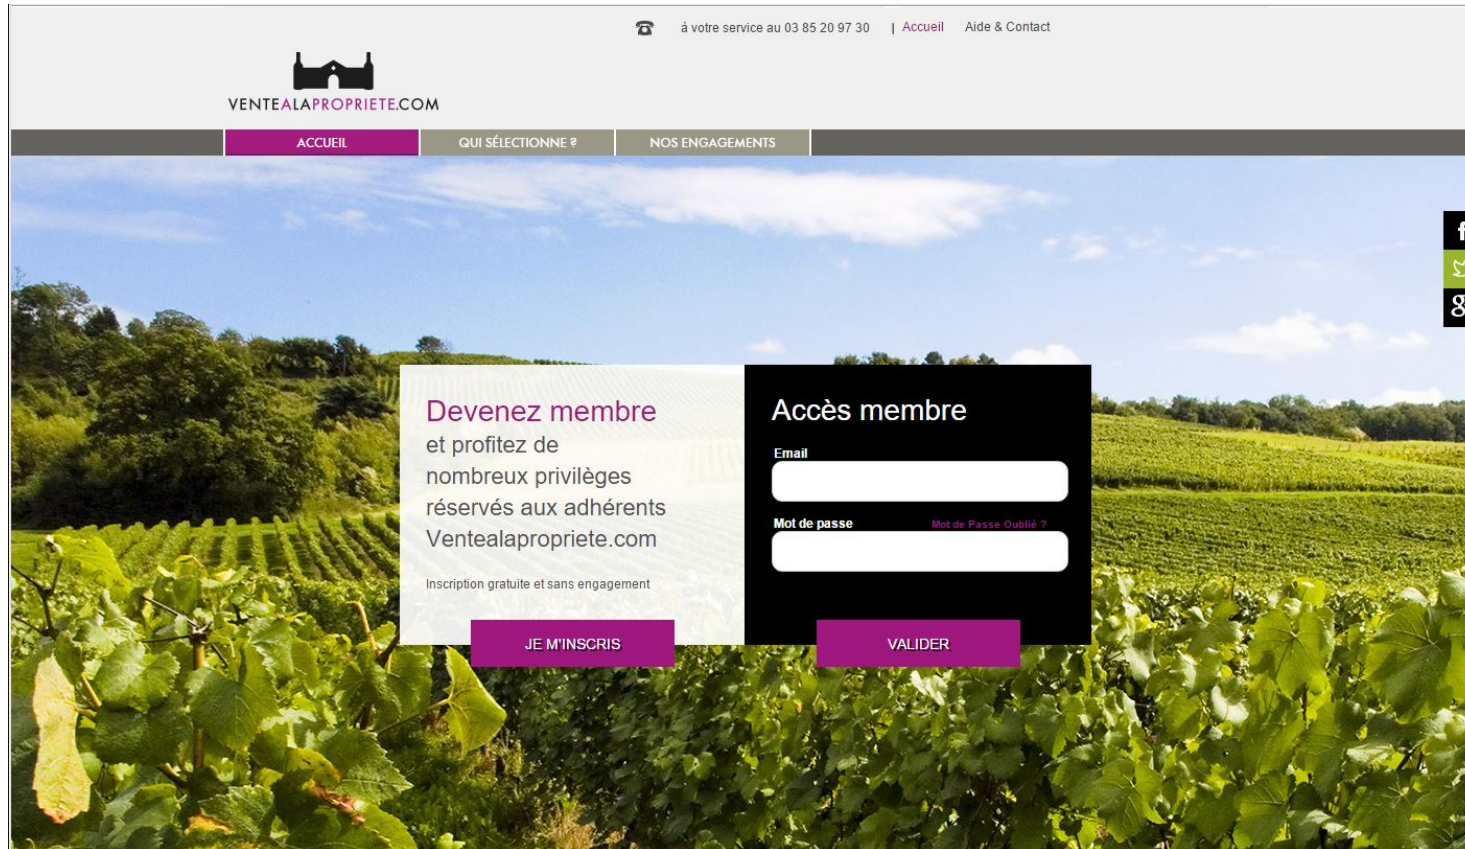 à votre service au 03 85 20 97 30 | Accueil Aide & Contact
VENTEALAPROPRIETE.COM
ACCUEIL QUI SÉLECTIONNE ? NOS ENGAGEMENTS
Devenez membre
et profitez de
nombreux privilèges
réservés aux adhérents
Ventealapropriete.com
Inscription gratuite et sans engagement
JE M'INSCRIS
Accès membre
Email
Mot de passe Mot de Passe Oublié ?
VALIDER